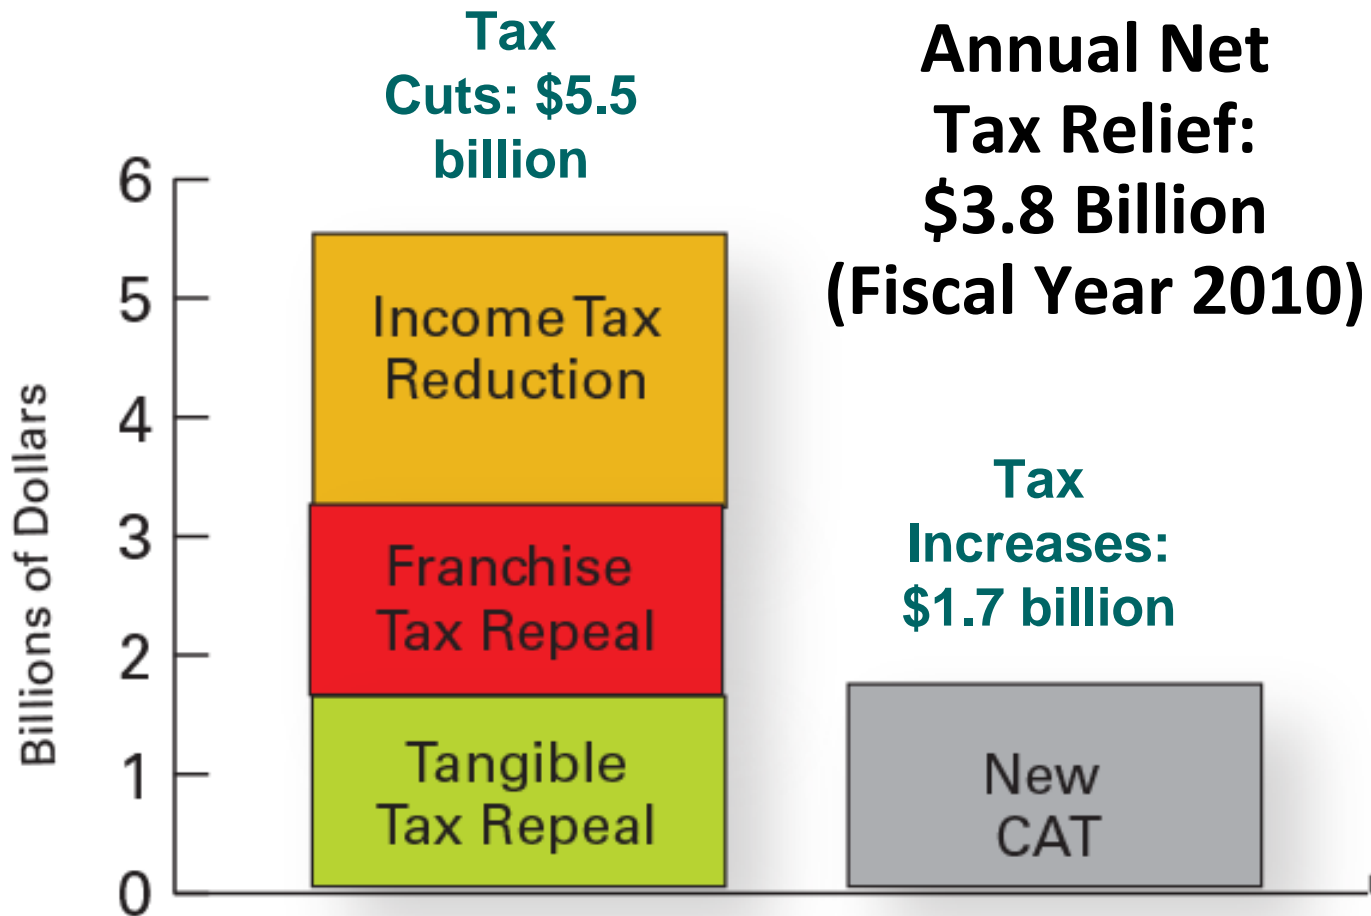 Tax
Cuts: $5.5
billion
Annual Net
Tax Relief:
$3.8 Billion
(Fiscal Year 2010)
6
5
4
3
2
1
0
Billions of Dollars
Income Tax
Reduction
Franchise
Tax Repeal
Tangible
Tax Repeal
Tax
Increases:
$1.7 billion
New
CAT